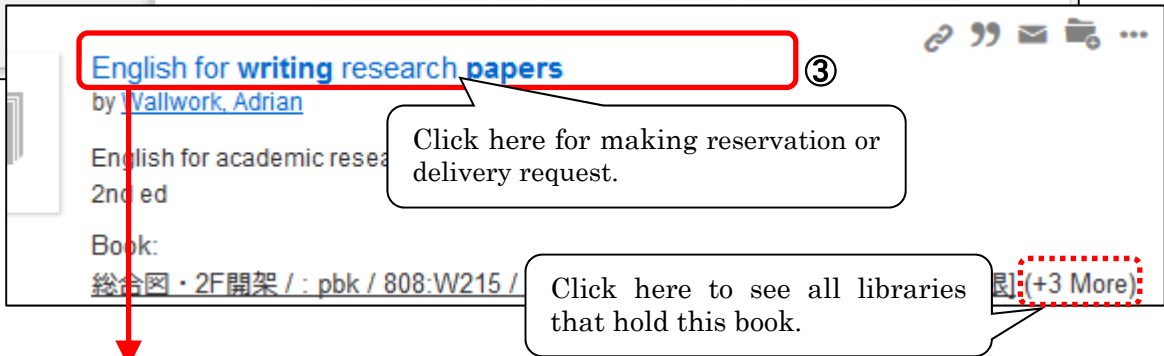 English for writing research papers
③
by Wallwork, Adrian
Click here for making reservation or
delivery request.
English for academic
2nd ed
Book:
総合図・2F開架 / : pbk / 808:W215 /
(+3 More)
Click here to see all libraries
that hold this book.